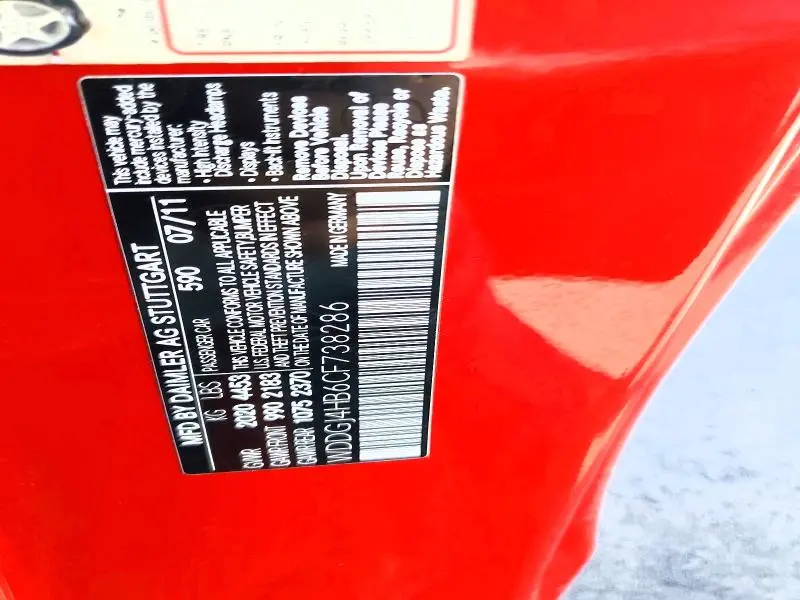 MFD BY DAIMLER AG STUTTGART
KG LBS PASSENGER CAR 590 07/11
GVWR 2020 4453 THIS VEHICLE CONFORMS TO ALL APPLICABLE
GAWR FRONT 990 2183 U.S. FEDERAL MOTOR VEHICLE SAFETY, BUMPER
GAWR REAR 1075 2370 AND THEFT PREVENTION STANDARDS IN EFFECT
ON THE DATE OF MANUFACTURE SHOWN ABOVE
WDDGJ4HB6CF738286 MADE IN GERMANY
This vehicle may
include mercury-added
devices installed by the
manufacturer:
• High Intensity
Discharge Headlamps
• Displays
• Back-lit Instruments
Remove Devices
Before Vehicle
Disposal.
Upon Removal of
Devices Please
Reuse, Recycle or
Dispose as
Hazardous Waste.